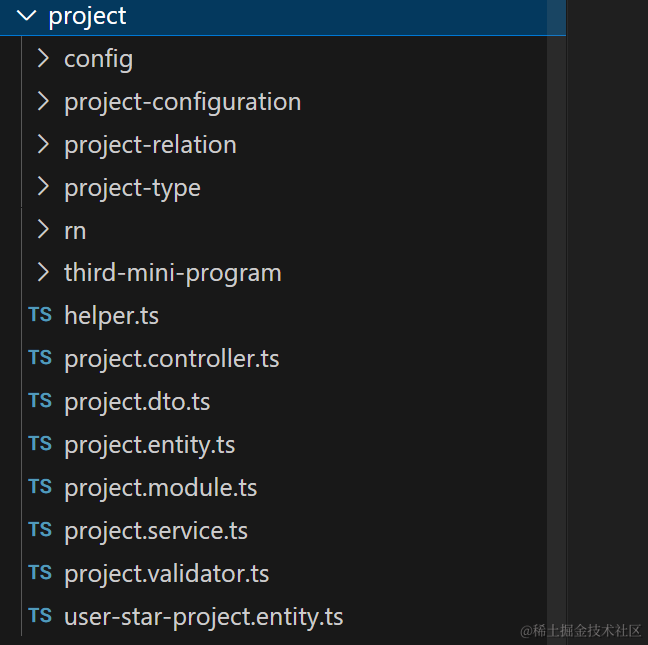 project
config
project-configuration
project-relation
project-type
rn
third-mini-program
TS helper.ts
TS project.controller.ts
TS project.dto.ts
TS project.entity.ts
TS project.module.ts
TS project.service.ts
TS project.validator.ts
TS user-star-project.entity.ts
@稀土掘金技术社区